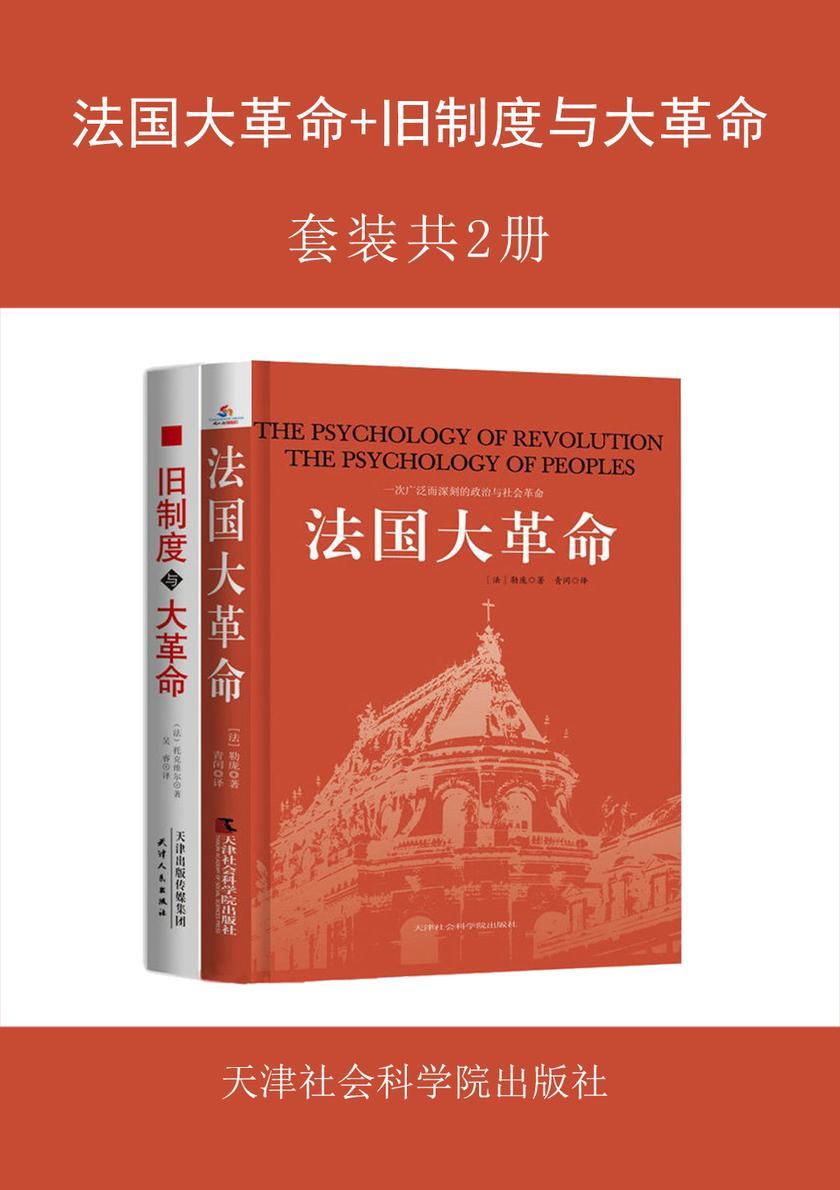 法国大革命+旧制度与大革命
套装共2册
旧制度与大革命
（法）托克维尔◎著
吴睿◎译
天津出版传媒集团
天津人民出版社
法国大革命
［法］勒庞◎著
青闰◎译
天津社会科学院出版社
TIANJIN ACADEMY OF SOCIAL SCIENCES PRESS
THE PSYCHOLOGY OF REVOLUTION
THE PSYCHOLOGY OF PEOPLES
一次广泛而深刻的政治与社会革命
法国大革命
［法］勒庞◎著 青闰◎译
天津社会科学院出版社
天津社会科学院出版社